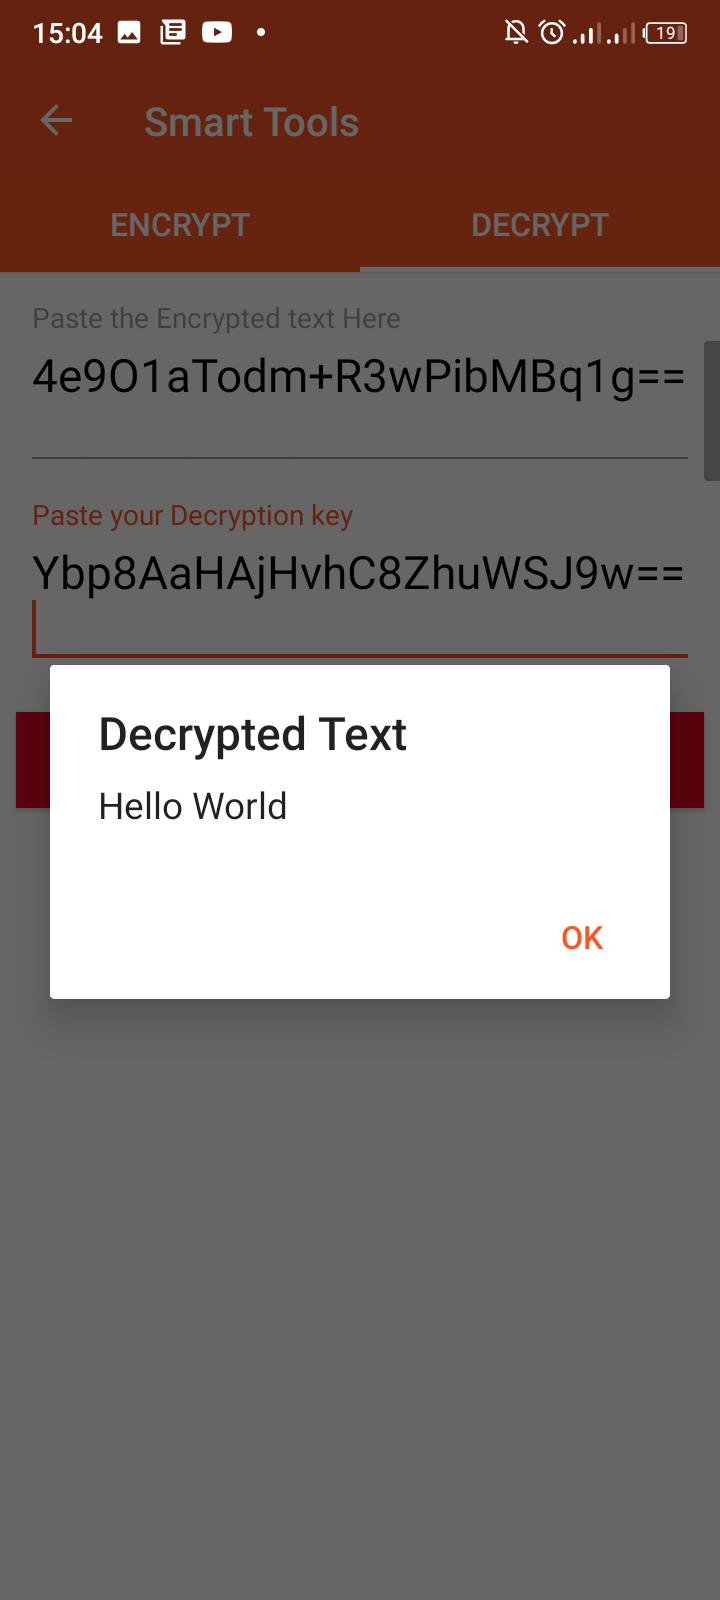 15:04 19
Smart Tools
ENCRYPT DECRYPT
Paste the Encrypted text Here
4e9O1aTodm+R3wPibMBq1g==
Paste your Decryption key
Ybp8AaHAjHvhC8ZhuWSJ9w==
Decrypted Text
Hello World
OK